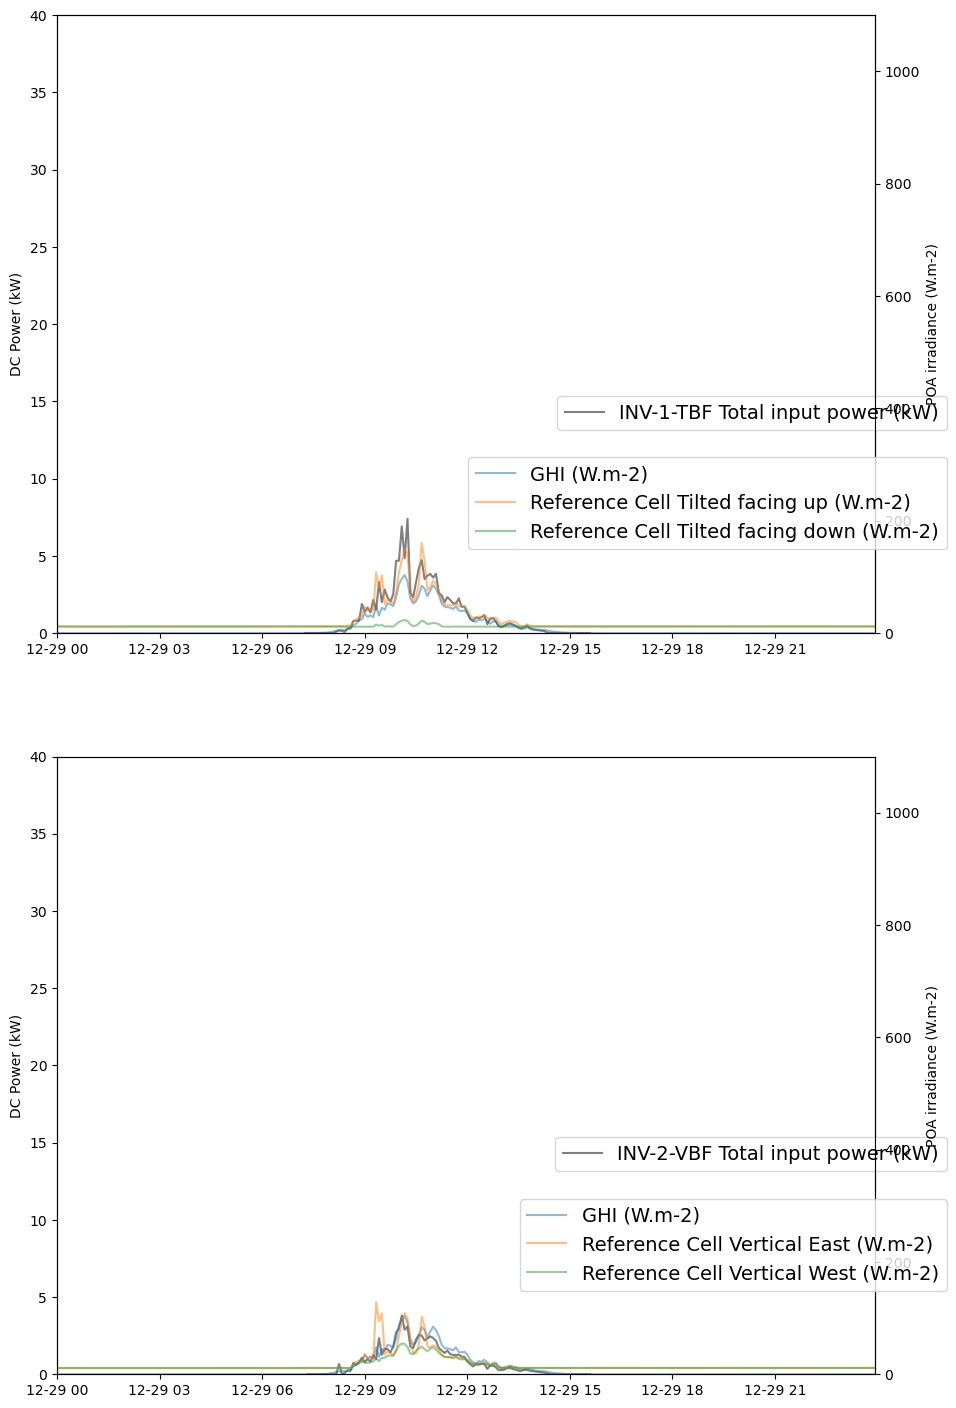 40
35
30
25
20
15
10
5
0
DC Power (kW)
1000
800
600
400
200
0
POA irradiance (W.m-2)
INV-1-TBF Total input power (kW)
GHI (W.m-2)
Reference Cell Tilted facing up (W.m-2)
Reference Cell Tilted facing down (W.m-2)
12-29 00 12-29 03 12-29 06 12-29 09 12-29 12 12-29 15 12-29 18 12-29 21
40
35
30
25
20
15
10
5
0
DC Power (kW)
1000
800
600
400
200
0
POA irradiance (W.m-2)
INV-2-VBF Total input power (kW)
GHI (W.m-2)
Reference Cell Vertical East (W.m-2)
Reference Cell Vertical West (W.m-2)
12-29 00 12-29 03 12-29 06 12-29 09 12-29 12 12-29 15 12-29 18 12-29 21